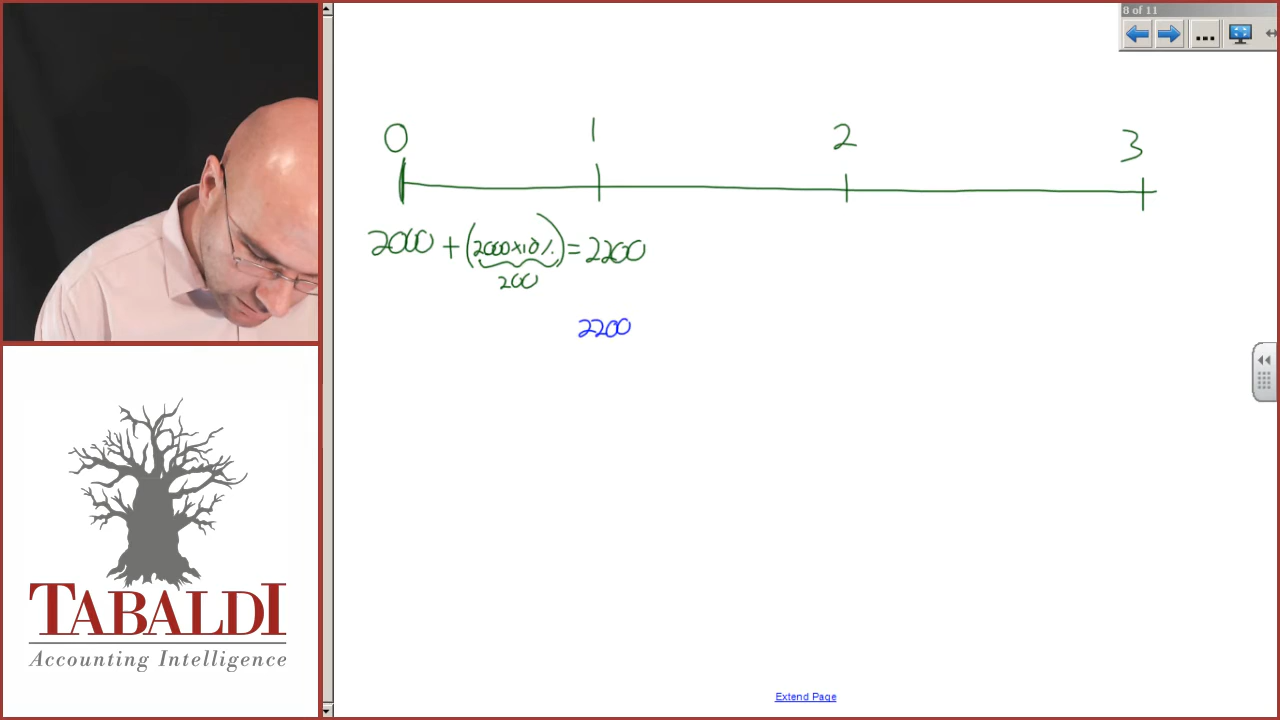 8 of 11
0 1 2 3
2000 + (2000 × 10%) = 2200
200
2200
TABALDI
Accounting Intelligence
Extend Page